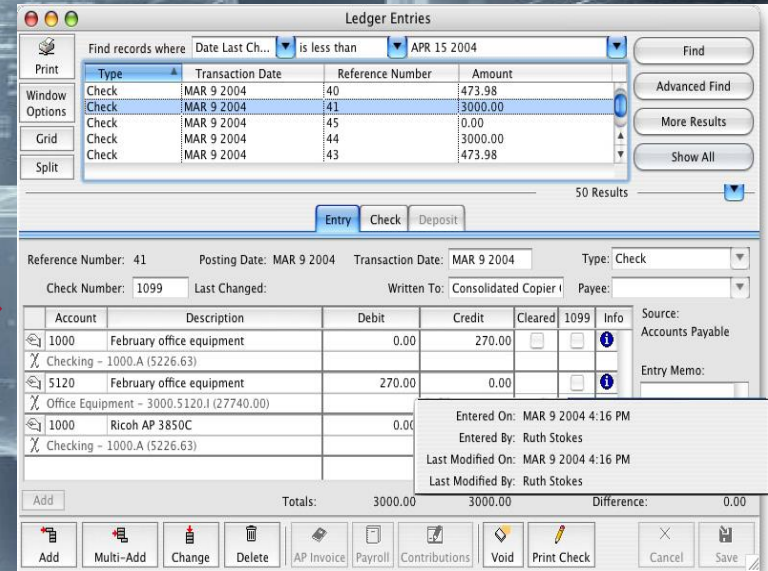 Ledger Entries
Print
Find records where Date Last Ch... is less than APR 15 2004
Find
Window Options
Type Transaction Date Reference Number Amount
Check MAR 9 2004 40 473.98
Check MAR 9 2004 41 3000.00
Check MAR 9 2004 45 0.00
Check MAR 9 2004 44 3000.00
Check MAR 9 2004 43 473.98
Advanced Find
More Results
Grid
Show All
Split
50 Results
Entry Check Deposit
Reference Number: 41 Posting Date: MAR 9 2004 Transaction Date: MAR 9 2004 Type: Check
Check Number: 1099 Last Changed: Written To: Consolidated Copier Payee:
Account Description Debit Credit Cleared 1099 Info
Source:
Accounts Payable
1000 February office equipment 0.00 270.00
Checking - 1000.A (5226.63)
Entry Memo:
5120 February office equipment 270.00 0.00
Office Equipment - 3000.5120.I (27740.00)
1000 Ricoh AP 3850C 0.00
Checking - 1000.A (5226.63)
Entered On: MAR 9 2004 4:16 PM
Entered By: Ruth Stokes
Last Modified On: MAR 9 2004 4:16 PM
Last Modified By: Ruth Stokes
Add Totals: 3000.00 3000.00 Difference: 0.00
Add Multi-Add Change Delete AP Invoice Payroll Contributions Void Print Check Cancel Save